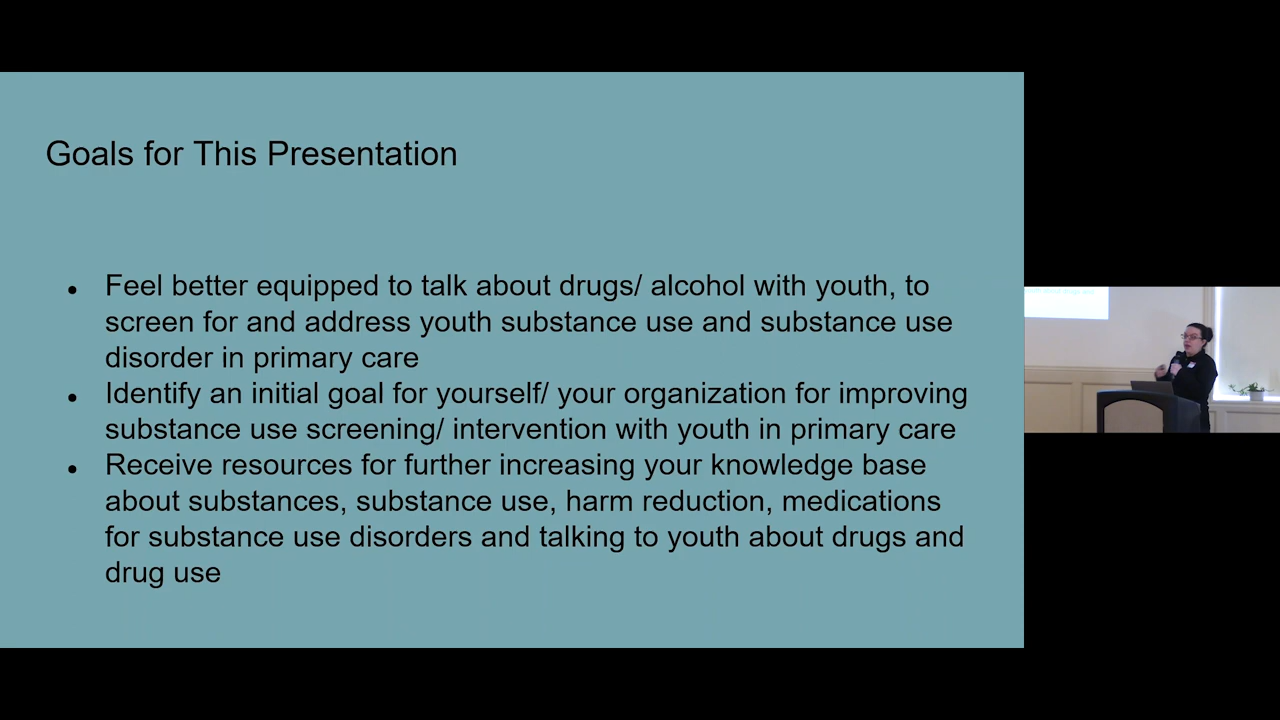 Goals for This Presentation
Feel better equipped to talk about drugs/ alcohol with youth, to
screen for and address youth substance use and substance use
disorder in primary care
Identify an initial goal for yourself/ your organization for improving
substance use screening/ intervention with youth in primary care
Receive resources for further increasing your knowledge base
about substances, substance use, harm reduction, medications
for substance use disorders and talking to youth about drugs and
drug use